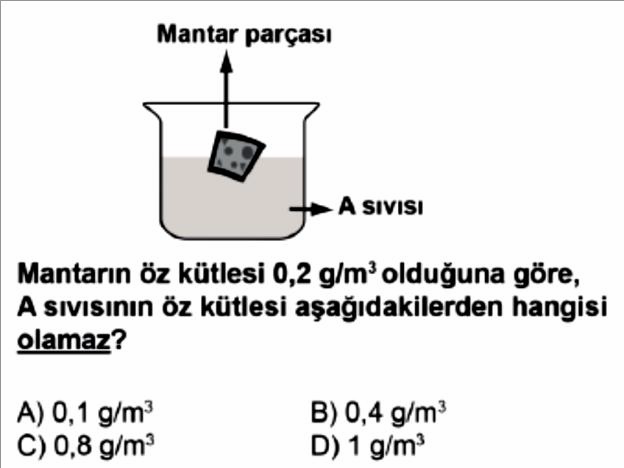 Mantar parçası
A sıvısı
Mantarın öz kütlesi 0,2 g/m³ olduğuna göre,
A sıvısının öz kütlesi aşağıdakilerden hangisi
olamaz?
A) 0,1 g/m³ B) 0,4 g/m³
C) 0,8 g/m³ D) 1 g/m³